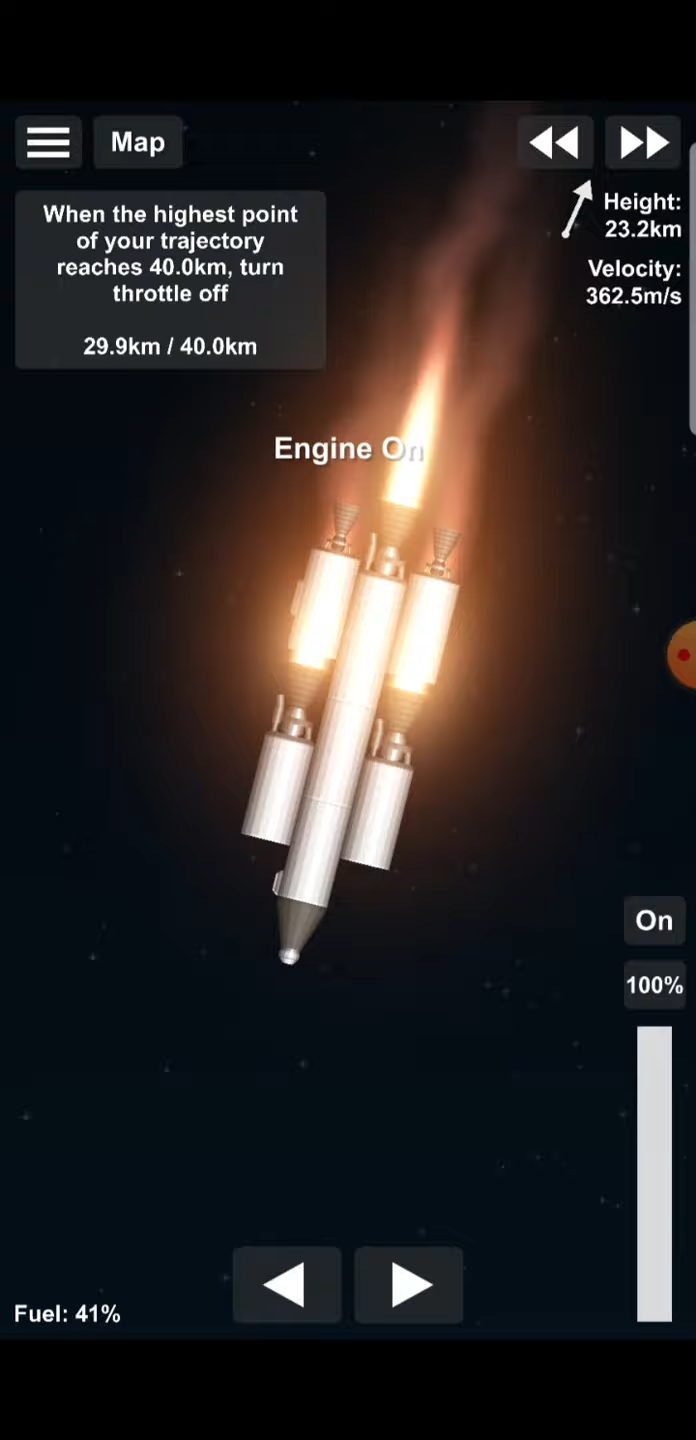 Map
When the highest point
of your trajectory
reaches 40.0km, turn
throttle off
29.9km / 40.0km
Height:
23.2km
Velocity:
362.5m/s
Engine On
On
100%
Fuel: 41%